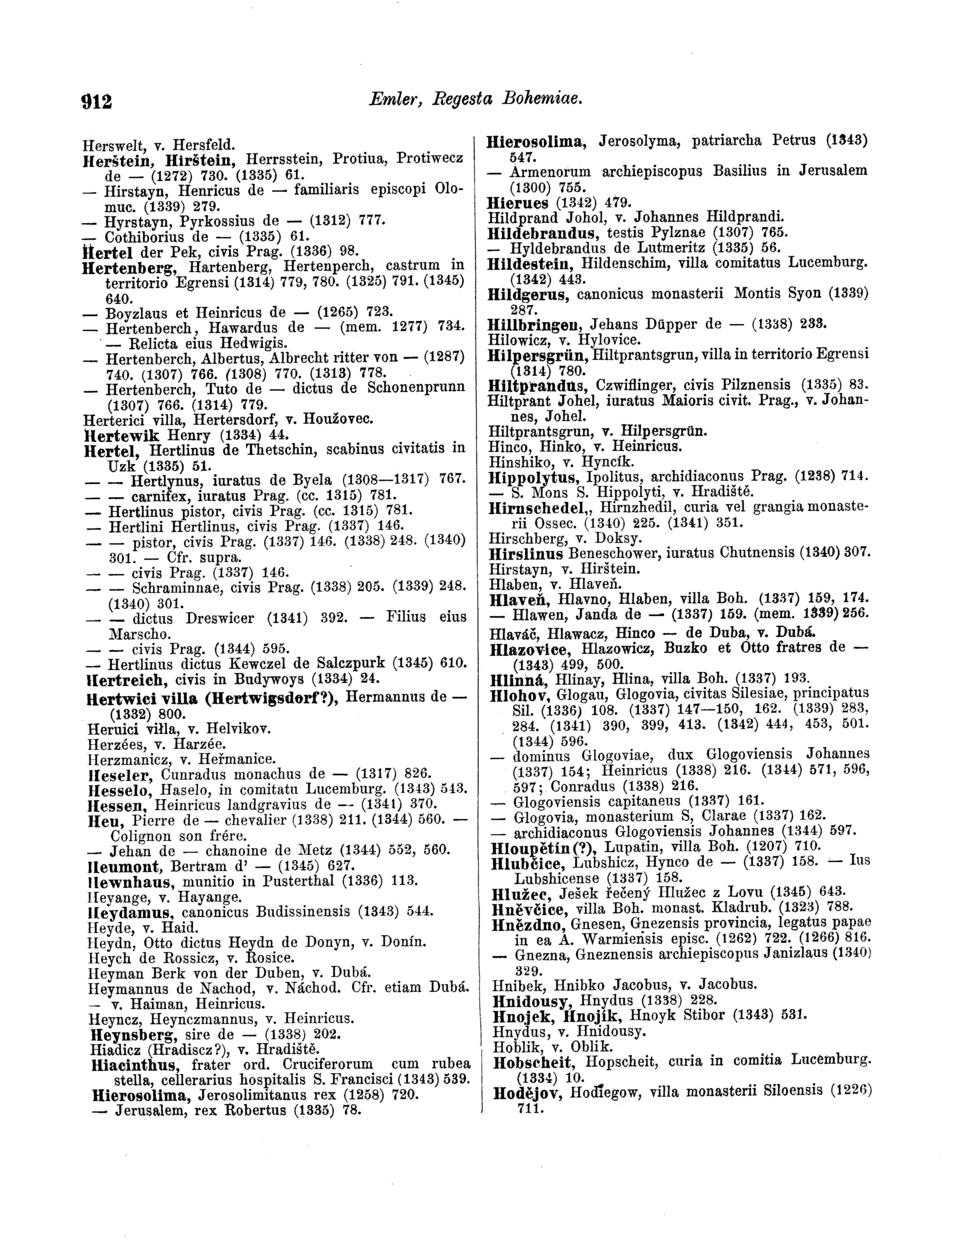 912
Emler, Regesta Bohemiae.
Herswelt, v. Hersfeld.
Herštein, Hirštein, Herrsstein, Protiua, Protiwecz
de — (1272) 730. (1335) 61.
— Hirstayn, Henricus de — familiaris episcopi Olo-
muc. (1339) 279.
— Hyrstayn, Pyrkossius de — (1312) 777.
— Cothiborius de — (1335) 61.
Hertel der Pek, civis Prag. (1336) 98.
Hertenberg, Hartenberg, Hertenperch, castrum in
territorio Egrensi (1314) 779, 780. (1325) 791. (1345)
640.
— Boyzlaus et Heinricus de — (1265) 723.
— Hertenberch, Hawardus de — (mem. 1277) 734.
— Relicta eius Hedwigis.
— Hertenberch, Albertus, Albrecht ritter von — (1287)
740. (1307) 766. (1308) 770. (1313) 778.
— Hertenberch, Tuto de — dictus de Schonenprunn
(1307) 766. (1314) 779.
Herterici villa, Hertersdorf, v. Houžovec.
Hertewik Henry (1334) 44.
Hertel, Hertlinus de Thetschin, scabinus civitatis in
Uzk (1335) 51.
— — Hertlynus, iuratus de Byela (1308—1317) 767.
— — carnifex, iuratus Prag. (cc. 1315) 781.
— Hertlinus pistor, civis Prag. (cc. 1315) 781.
— Hertlini Hertlinus, civis Prag. (1337) 146.
— — pistor, civis Prag. (1337) 146. (1338) 248. (1340)
301. — Cfr. supra.
— — civis Prag. (1337) 146.
— — Schraminnae, civis Prag. (1338) 205. (1339) 248.
(1340) 301.
— — dictus Dreswicer (1341) 392. — Filius eius
Marscho.
— — civis Prag. (1344) 595.
— Hertlinus dictus Kewczel de Salczpurk (1345) 610.
Hertreich, civis in Budywoys (1334) 24.
Hertwici villa (Hertwigsdorf?), Hermannus de —
(1332) 800.
Heruici villa, v. Helvikov.
Herzées, v. Harzée.
Herzmanicz, v. Heřmanice.
Heseler, Cunradus monachus de — (1317) 826.
Hesselo, Haselo, in comitatu Lucemburg. (1343) 543.
Hessen, Heinricus landgravius de — (1341) 370.
Heu, Pierre de — chevalier (1338) 211. (1344) 560. —
Colignon son frére.
— Jehan de — chanoine de Metz (1344) 552, 560.
Heumont, Bertram d' — (1345) 627.
Hewnhaus, munitio in Pusterthal (1336) 113.
Heyange, v. Hayange.
Heydamus, canonicus Budissinensis (1343) 544.
Heyde, v. Haid.
Heydn, Otto dictus Heydn de Donyn, v. Donín.
Heych de Rossicz, v. Rosice.
Heyman Berk von der Duben, v. Dubá.
Heymannus de Nachod, v. Náchod. Cfr. etiam Dubá.
— v. Haiman, Heinricus.
Heyncz, Heynczmannus, v. Heinricus.
Heynsberg, sire de — (1338) 202.
Hiadicz (Hradiscz?), v. Hradiště.
Hiacinthus, frater ord. Cruciferorum cum rubea
stella, cellerarius hospitalis S. Francisci (1343) 539.
Hierosolima, Jerosolimitanus rex (1258) 720.
— Jerusalem, rex Robertus (1335) 78.
Hierosolima, Jerosolyma, patriarcha Petrus (1343)
547.
— Armenorum archiepiscopus Basilius in Jerusalem
(1300) 755.
Hierues (1342) 479.
Hildprand Johol, v. Johannes Hildprandi.
Hildebrandus, testis Pylznae (1307) 765.
— Hyldebrandus de Lutmeritz (1335) 56.
Hildestein, Hildenschim, villa comitatus Lucemburg.
(1342) 443.
Hildgerus, canonicus monasterii Montis Syon (1339)
287.
Hillbringen, Jehans Düpper de — (1338) 233.
Hilowicz, v. Hylovice.
Hilpersgrün, Hiltprantsgrun, villa in territorio Egrensi
(1314) 780.
Hiltprandus, Czwiflinger, civis Pilznensis (1335) 83.
Hiltprant Johel, iuratus Maioris civit. Prag., v. Johan-
nes, Johel.
Hiltprantsgrun, v. Hilpersgrün.
Hinco, Hinko, v. Heinricus.
Hinshiko, v. Hyncík.
Hippolytus, Ipolitus, archidiaconus Prag. (1238) 714.
— S. Mons S. Hippolyti, v. Hradiště.
Hirnschedel,, Hirnzhedil, curia vel grangia monaste-
rii Ossec. (1340) 225. (1341) 351.
Hirschberg, v. Doksy.
Hirslinus Beneschower, iuratus Chutnensis (1340) 307.
Hirstayn, v. Hirštein.
Hlaben, v. Hlaveň.
Hlaveň, Hlavno, Hlaben, villa Boh. (1337) 159, 174.
— Hlawen, Janda de — (1337) 159. (mem. 1339) 256.
Hlaváč, Hlawacz, Hinco — de Duba, v. Dubá.
Hlazovice, Hlazowicz, Buzko et Otto fratres de —
(1343) 499, 500.
Hlinná, Hlinay, Hlina, villa Boh. (1337) 193.
Hlohov, Glogau, Glogovia, civitas Silesiae, principatus
Sil. (1336) 108. (1337) 147—150, 162. (1339) 283,
284. (1341) 390, 399, 413. (1342) 444, 453, 501.
(1344) 596.
— dominus Glogoviae, dux Glogoviensis Johannes
(1337) 154; Heinricus (1338) 216. (1344) 571, 596,
597; Conradus (1338) 216.
— Glogoviensis capitaneus (1337) 161.
— Glogovia, monasterium S, Clarae (1337) 162.
— archidiaconus Glogoviensis Johannes (1344) 597.
Hloupětín(?), Lupatin, villa Boh. (1207) 710.
Hlubčice, Lubshicz, Hynco de — (1337) 158. — Ius
Lubshicense (1337) 158.
Hlužec, Ješek řečený Hlužec z Lovu (1345) 643.
Hněvčice, villa Boh. monast. Kladrub. (1323) 788.
Hnězdno, Gnesen, Gnezensis provincia, legatus papae
in ea A. Warmiensis episc. (1262) 722. (1266) 816.
— Gnezna, Gneznensis archiepiscopus Janizlaus (1340)
329.
Hnibek, Hnibko Jacobus, v. Jacobus.
Hnidousy, Hnydus (1338) 228.
Hnojek, Hnojík, Hnoyk Stibor (1343) 531.
Hnydus, v. Hnidousy.
Hoblik, v. Oblik.
Hobscheit, Hopscheit, curia in comitia Lucemburg.
(1334) 10.
Hodějov, Hodiegow, villa monasterii Siloensis (1226)
711.